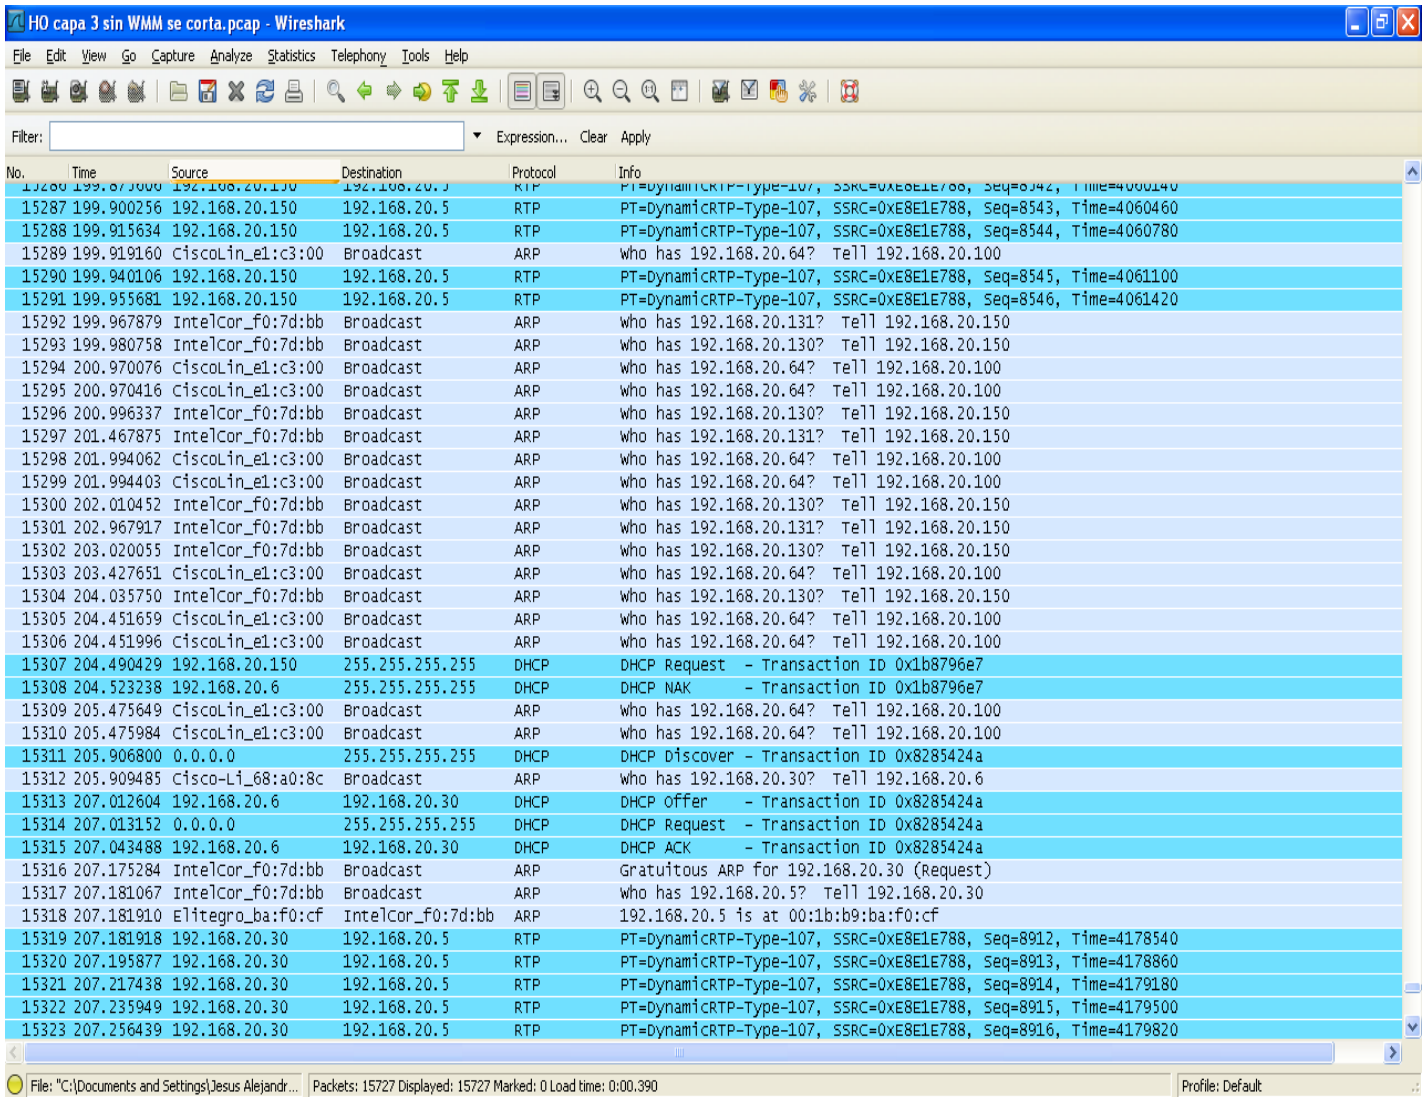 HO capa 3 sin WMM se corta.pcap - Wireshark
File Edit View Go Capture Analyze Statistics Telephony Tools Help
Filter: Expression... Clear Apply
No. Time Source Destination Protocol Info
15286 199.875606 192.168.20.150 192.168.20.5 RTP PT=DynamicRTP-Type-107, SSRC=0xE8E1E788, Seq=8542, Time=4060140
15287 199.900256 192.168.20.150 192.168.20.5 RTP PT=DynamicRTP-Type-107, SSRC=0xE8E1E788, Seq=8543, Time=4060460
15288 199.915634 192.168.20.150 192.168.20.5 RTP PT=DynamicRTP-Type-107, SSRC=0xE8E1E788, Seq=8544, Time=4060780
15289 199.919160 CiscoLin_e1:c3:00 Broadcast ARP Who has 192.168.20.64? Tell 192.168.20.100
15290 199.940106 192.168.20.150 192.168.20.5 RTP PT=DynamicRTP-Type-107, SSRC=0xE8E1E788, Seq=8545, Time=4061100
15291 199.955681 192.168.20.150 192.168.20.5 RTP PT=DynamicRTP-Type-107, SSRC=0xE8E1E788, Seq=8546, Time=4061420
15292 199.967879 IntelCor_f0:7d:bb Broadcast ARP Who has 192.168.20.131? Tell 192.168.20.150
15293 199.980758 IntelCor_f0:7d:bb Broadcast ARP Who has 192.168.20.130? Tell 192.168.20.150
15294 200.970076 CiscoLin_e1:c3:00 Broadcast ARP Who has 192.168.20.64? Tell 192.168.20.100
15295 200.970416 CiscoLin_e1:c3:00 Broadcast ARP Who has 192.168.20.64? Tell 192.168.20.100
15296 200.996337 IntelCor_f0:7d:bb Broadcast ARP Who has 192.168.20.130? Tell 192.168.20.150
15297 201.467875 IntelCor_f0:7d:bb Broadcast ARP Who has 192.168.20.131? Tell 192.168.20.150
15298 201.994062 CiscoLin_e1:c3:00 Broadcast ARP Who has 192.168.20.64? Tell 192.168.20.100
15299 201.994403 CiscoLin_e1:c3:00 Broadcast ARP Who has 192.168.20.64? Tell 192.168.20.100
15300 202.010452 IntelCor_f0:7d:bb Broadcast ARP Who has 192.168.20.130? Tell 192.168.20.150
15301 202.967917 IntelCor_f0:7d:bb Broadcast ARP Who has 192.168.20.131? Tell 192.168.20.150
15302 203.020055 IntelCor_f0:7d:bb Broadcast ARP Who has 192.168.20.130? Tell 192.168.20.150
15303 203.427651 CiscoLin_e1:c3:00 Broadcast ARP Who has 192.168.20.64? Tell 192.168.20.100
15304 204.035750 IntelCor_f0:7d:bb Broadcast ARP Who has 192.168.20.130? Tell 192.168.20.150
15305 204.451659 CiscoLin_e1:c3:00 Broadcast ARP Who has 192.168.20.64? Tell 192.168.20.100
15306 204.451996 CiscoLin_e1:c3:00 Broadcast ARP Who has 192.168.20.64? Tell 192.168.20.100
15307 204.490429 192.168.20.150 255.255.255.255 DHCP DHCP Request - Transaction ID 0x1b8796e7
15308 204.523238 192.168.20.6 255.255.255.255 DHCP DHCP NAK - Transaction ID 0x1b8796e7
15309 205.475649 CiscoLin_e1:c3:00 Broadcast ARP Who has 192.168.20.64? Tell 192.168.20.100
15310 205.475984 CiscoLin_e1:c3:00 Broadcast ARP Who has 192.168.20.64? Tell 192.168.20.100
15311 205.906800 0.0.0.0 255.255.255.255 DHCP DHCP Discover - Transaction ID 0x8285424a
15312 205.909485 Cisco-Li_68:a0:8c Broadcast ARP Who has 192.168.20.30? Tell 192.168.20.6
15313 207.012604 192.168.20.6 192.168.20.30 DHCP DHCP Offer - Transaction ID 0x8285424a
15314 207.013152 0.0.0.0 255.255.255.255 DHCP DHCP Request - Transaction ID 0x8285424a
15315 207.043488 192.168.20.6 192.168.20.30 DHCP DHCP ACK - Transaction ID 0x8285424a
15316 207.175284 IntelCor_f0:7d:bb Broadcast ARP Gratuitous ARP for 192.168.20.30 (Request)
15317 207.181067 IntelCor_f0:7d:bb Broadcast ARP Who has 192.168.20.5? Tell 192.168.20.30
15318 207.181910 Elitegro_ba:f0:cf IntelCor_f0:7d:bb ARP 192.168.20.5 is at 00:1b:b9:ba:f0:cf
15319 207.181918 192.168.20.30 192.168.20.5 RTP PT=DynamicRTP-Type-107, SSRC=0xE8E1E788, Seq=8912, Time=4178540
15320 207.195877 192.168.20.30 192.168.20.5 RTP PT=DynamicRTP-Type-107, SSRC=0xE8E1E788, Seq=8913, Time=4178860
15321 207.217438 192.168.20.30 192.168.20.5 RTP PT=DynamicRTP-Type-107, SSRC=0xE8E1E788, Seq=8914, Time=4179180
15322 207.235949 192.168.20.30 192.168.20.5 RTP PT=DynamicRTP-Type-107, SSRC=0xE8E1E788, Seq=8915, Time=4179500
15323 207.256439 192.168.20.30 192.168.20.5 RTP PT=DynamicRTP-Type-107, SSRC=0xE8E1E788, Seq=8916, Time=4179820
File: "C:\Documents and Settings\Jesus Alejandr... Packets: 15727 Displayed: 15727 Marked: 0 Load time: 0:00.390 Profile: Default